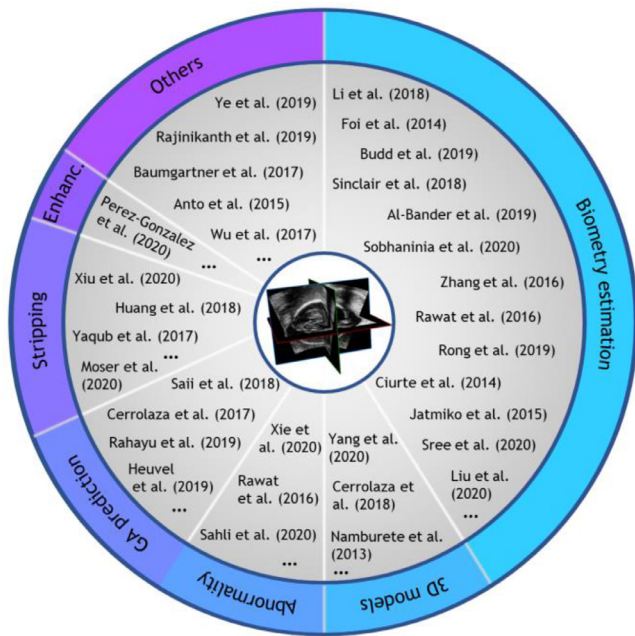 Others
Ye et al. (2019)
Rajinikanth et al. (2019)
Baumgartner et al. (2017)
Anto et al. (2015)
Wu et al. (2017)
...
Biometry estimation
Li et al. (2018)
Foi et al. (2014)
Budd et al. (2019)
Sinclair et al. (2018)
Al-Bander et al. (2019)
Sobhaninia et al. (2020)
Zhang et al. (2016)
Rawat et al. (2016)
Rong et al. (2019)
Ciurte et al. (2014)
Jatmiko et al. (2015)
Sree et al. (2020)
Liu et al.
(2020)
...
Enhanc.
Perez-Gonzalez
et al. (2020)
...
Stripping
Xiu et al. (2020)
Huang et al. (2018)
Yaqub et al. (2017)
...
Moser et al.
(2020)
GA prediction
Saii et al. (2018)
Cerrolaza et al. (2017)
Rahayu et al. (2019)
Heuvel
et al. (2019)
...
Abnormality
Xie et
al. (2020)
Rawat
et al. (2016)
Sahli et al. (2020)
...
3D models
Yang et al.
(2020)
Cerrolaza et
al. (2018)
Namburete et al.
(2013)
...